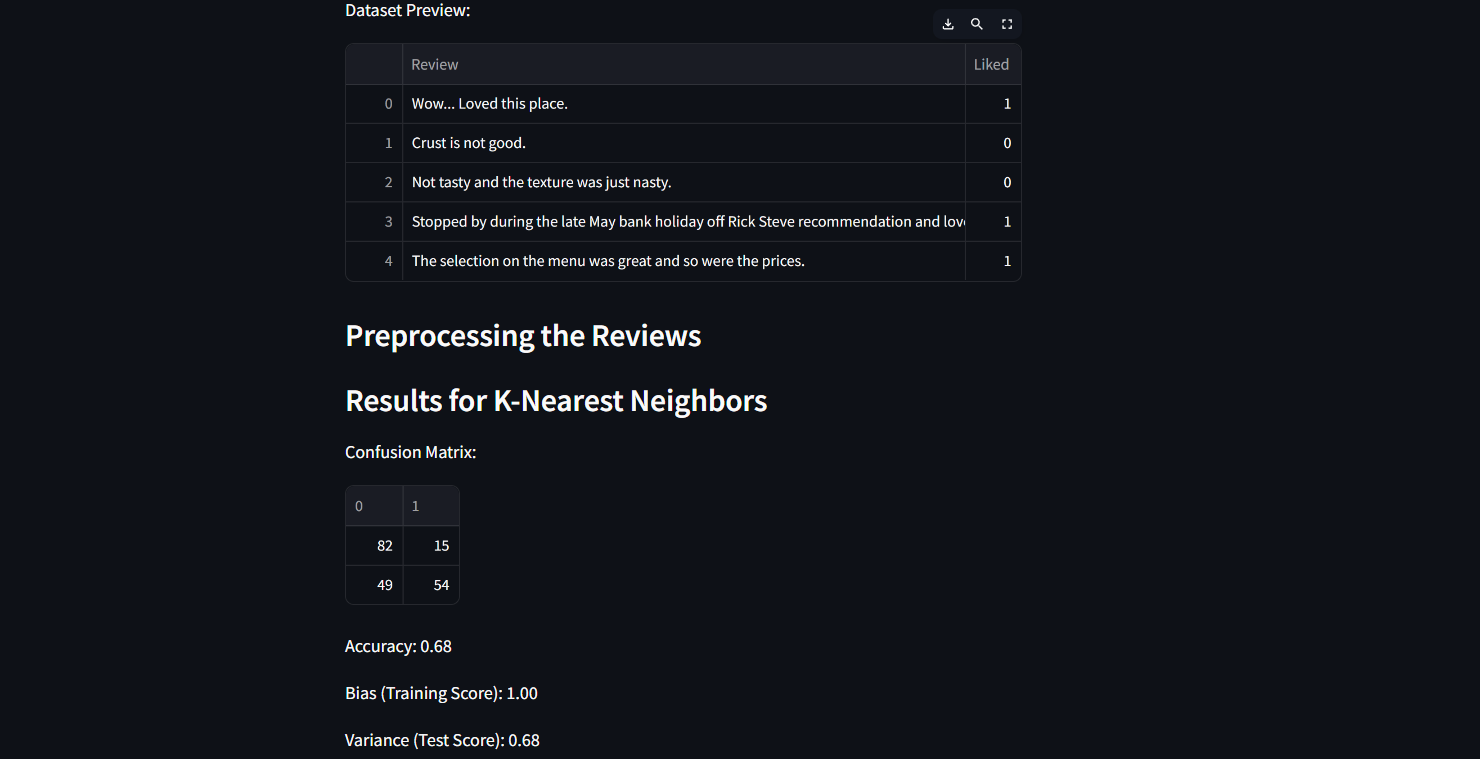 Dataset Preview:
Review Liked
0 Wow... Loved this place. 1
1 Crust is not good. 0
2 Not tasty and the texture was just nasty. 0
3 Stopped by during the late May bank holiday off Rick Steve recommendation and 1
4 The selection on the menu was great and so were the prices. 1
Preprocessing the Reviews
Results for K-Nearest Neighbors
Confusion Matrix:
0 1
82 15
49 54
Accuracy: 0.68
Bias (Training Score): 1.00
Variance (Test Score): 0.68